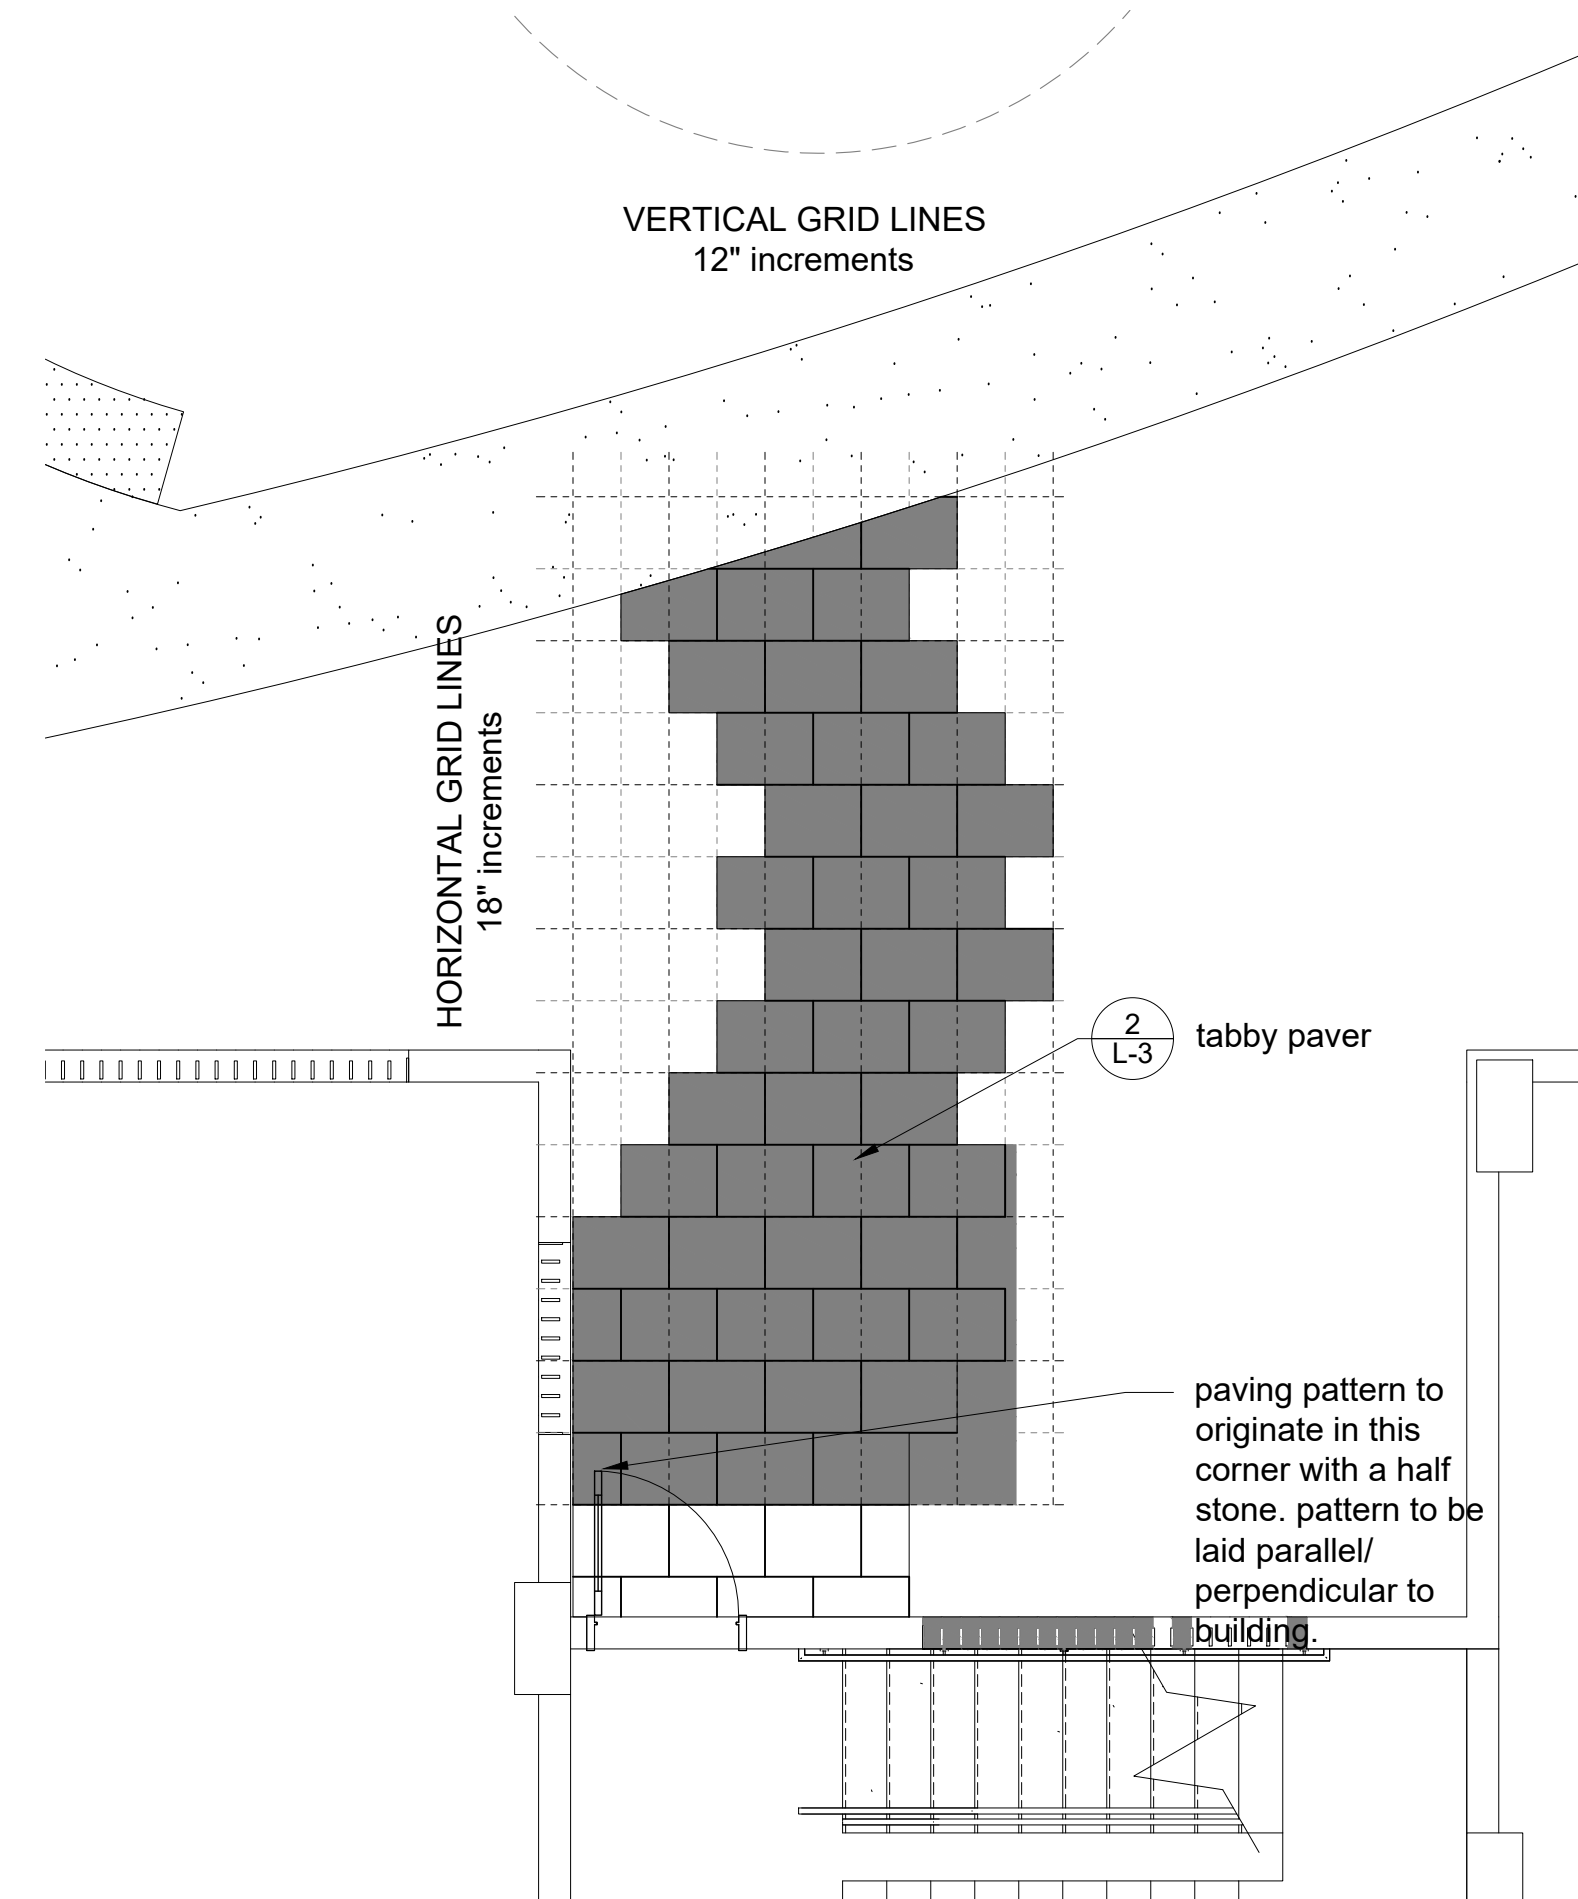 VERTICAL GRID LINES
12" increments
HORIZONTAL GRID LINES
18" increments
2
L-3
tabby paver
paving pattern to
originate in this
corner with a half
stone. pattern to be
laid parallel/
perpendicular to
building.